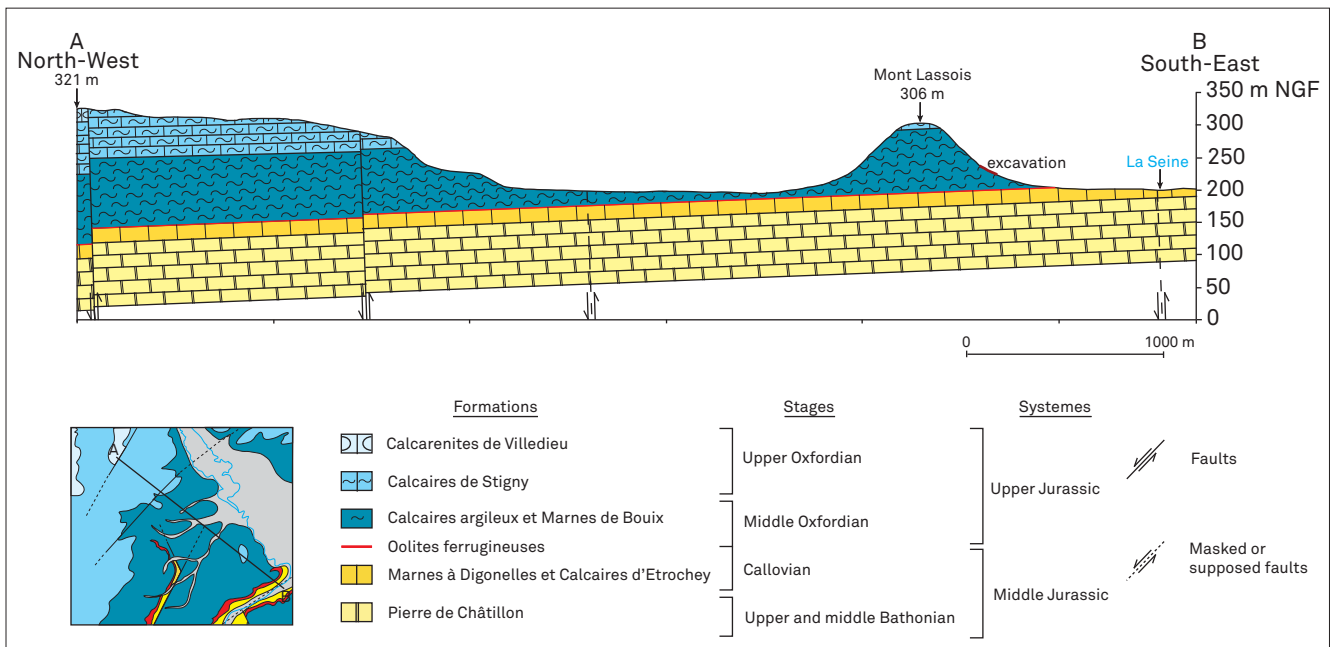 A
North-West
321 m
Mont Lassois
306 m
B
South-East
350 m NGF
300
excavation
La Seine
250
200
150
100
50
0
0
1000 m
Formations
Stages
Systemes
Calcarenites de Villedieu
Calcaires de Stigny
Calcaires argileux et Marnes de Bouix
Oolites ferrugineuses
Marnes à Digonelles et Calcaires d'Etrochey
Pierre de Châtillon
Upper Oxfordian
Middle Oxfordian
Callovian
Upper and middle Bathonian
Upper Jurassic
Middle Jurassic
Faults
Masked or
supposed faults
A
B